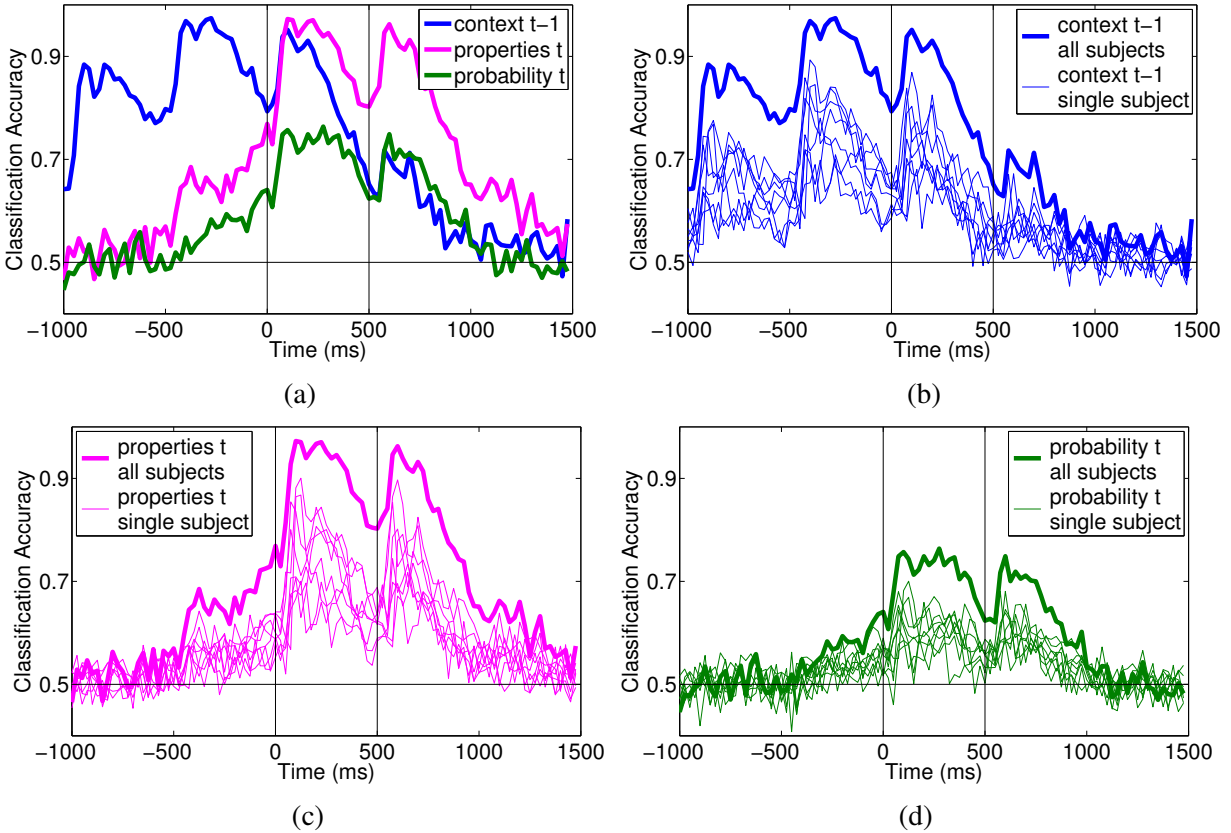 context t−1
properties t
probability t
Classification Accuracy
0.9
0.7
0.5
−1000 −500 0 500 1000 1500
Time (ms)
(a)
context t−1
all subjects
context t−1
single subject
Classification Accuracy
0.9
0.7
0.5
−1000 −500 0 500 1000 1500
Time (ms)
(b)
properties t
all subjects
properties t
single subject
Classification Accuracy
0.9
0.7
0.5
−1000 −500 0 500 1000 1500
Time (ms)
(c)
probability t
all subjects
probability t
single subject
Classification Accuracy
0.9
0.7
0.5
−1000 −500 0 500 1000 1500
Time (ms)
(d)